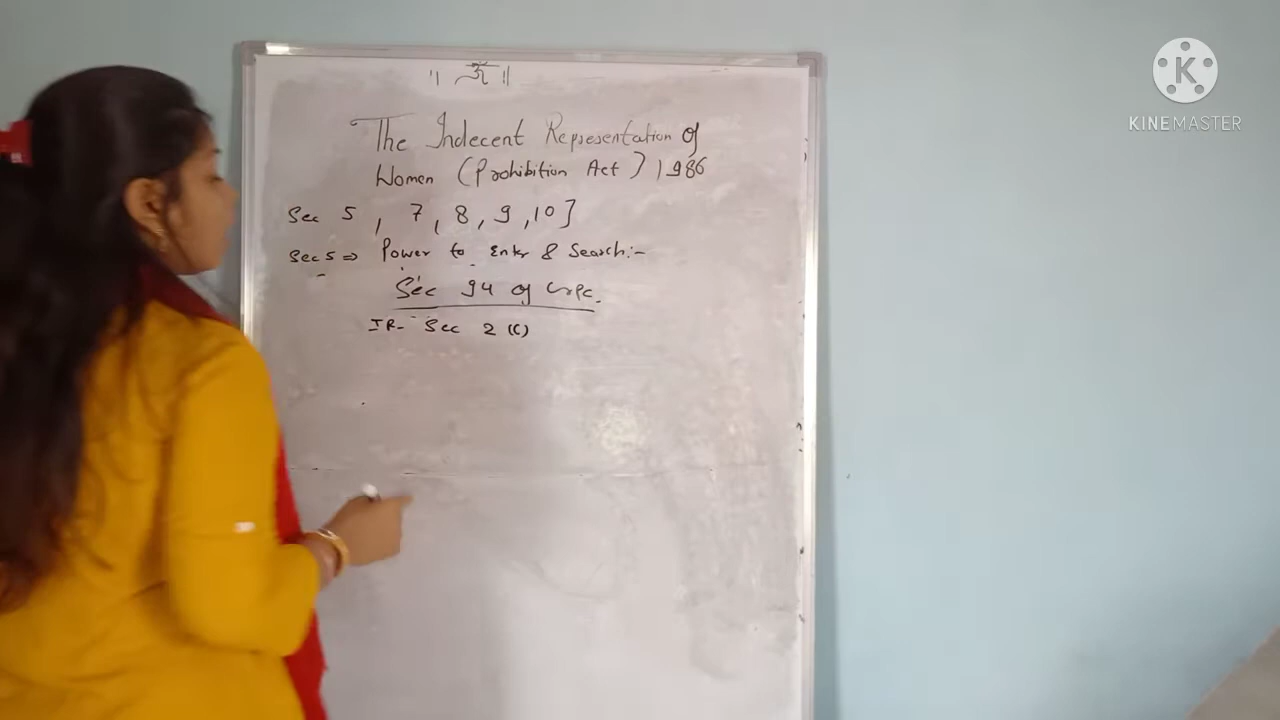 ॥ ॐ ॥
The Indecent Representation of
Women (Prohibition Act) 1986
Sec 5, 7, 8, 9, 10]
Sec 5 ⇒ Power to Enter & Search:-
Sec 94 of CrPC.
IR- Sec 2 (C)
K
KINEMASTER